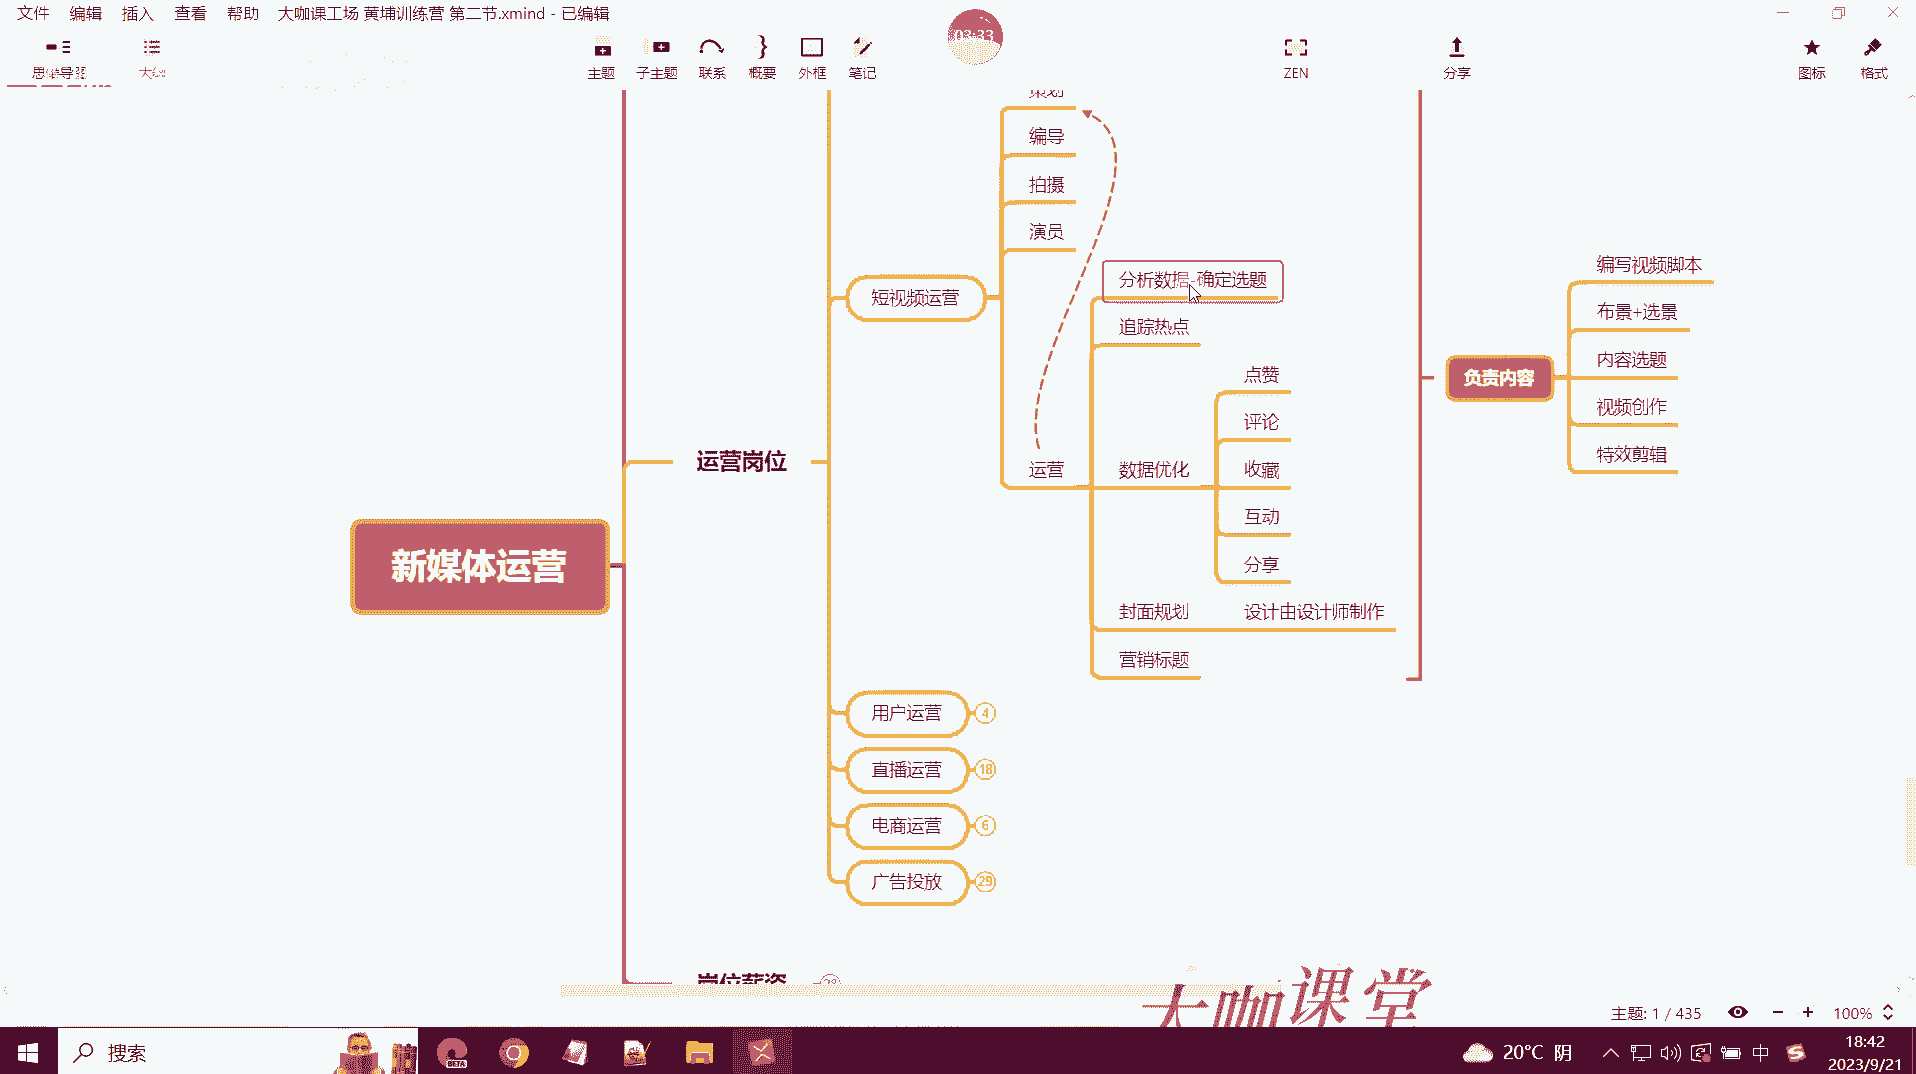 文件 编辑 插入 查看 帮助 大咖课工场 黄埔训练营 第二节.xmind - 已编辑
03:33
思维导图 大纲 主题 子主题 联系 概要 外框 笔记 ZEN 分享 图标 格式
策划
编导
拍摄
演员
短视频运营
分析数据-确定选题
追踪热点
点赞
评论
收藏
互动
分享
运营
数据优化
封面规划 设计由设计师制作
营销标题
编写视频脚本
布景+选景
内容选题
视频创作
特效剪辑
负责内容
运营岗位
新媒体运营
用户运营 4
直播运营 18
电商运营 6
广告投放 29
岗位薪资
大咖课堂
主题: 1 / 435 100%
搜索 BETA 20°C 阴 中 18:42
2023/9/21